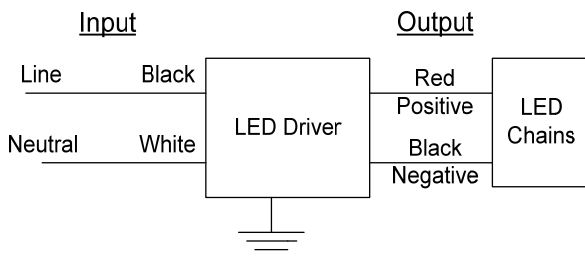 Input
Output
Line
Black
Neutral
White
LED Driver
Red
Positive
Black
Negative
LED
Chains